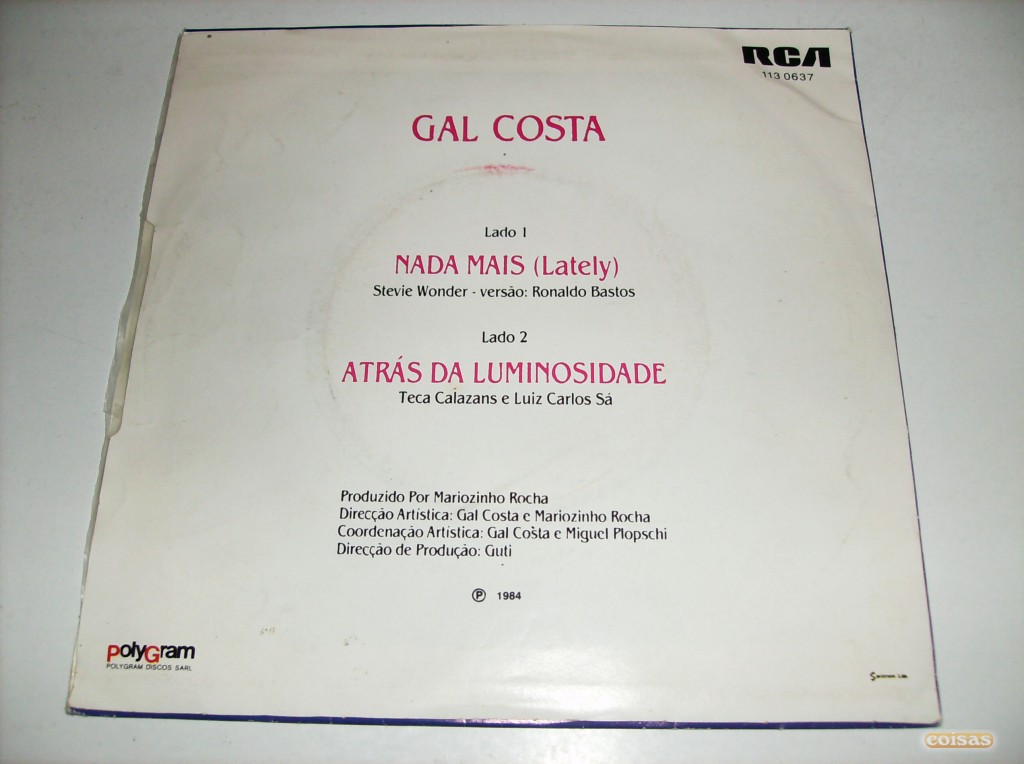 RCA
113 0637
GAL COSTA
Lado 1
NADA MAIS (Lately)
Stevie Wonder - versão: Ronaldo Bastos
Lado 2
ATRÁS DA LUMINOSIDADE
Teca Calazans e Luiz Carlos Sá
Produzido Por Mariozinho Rocha
Direcção Artística: Gal Costa e Mariozinho Rocha
Coordenação Artística: Gal Costa e Miguel Plopschi
Direcção de Produção: Guti
℗ 1984
PolyGram
POLYGRAM DISCOS SARL
coisas